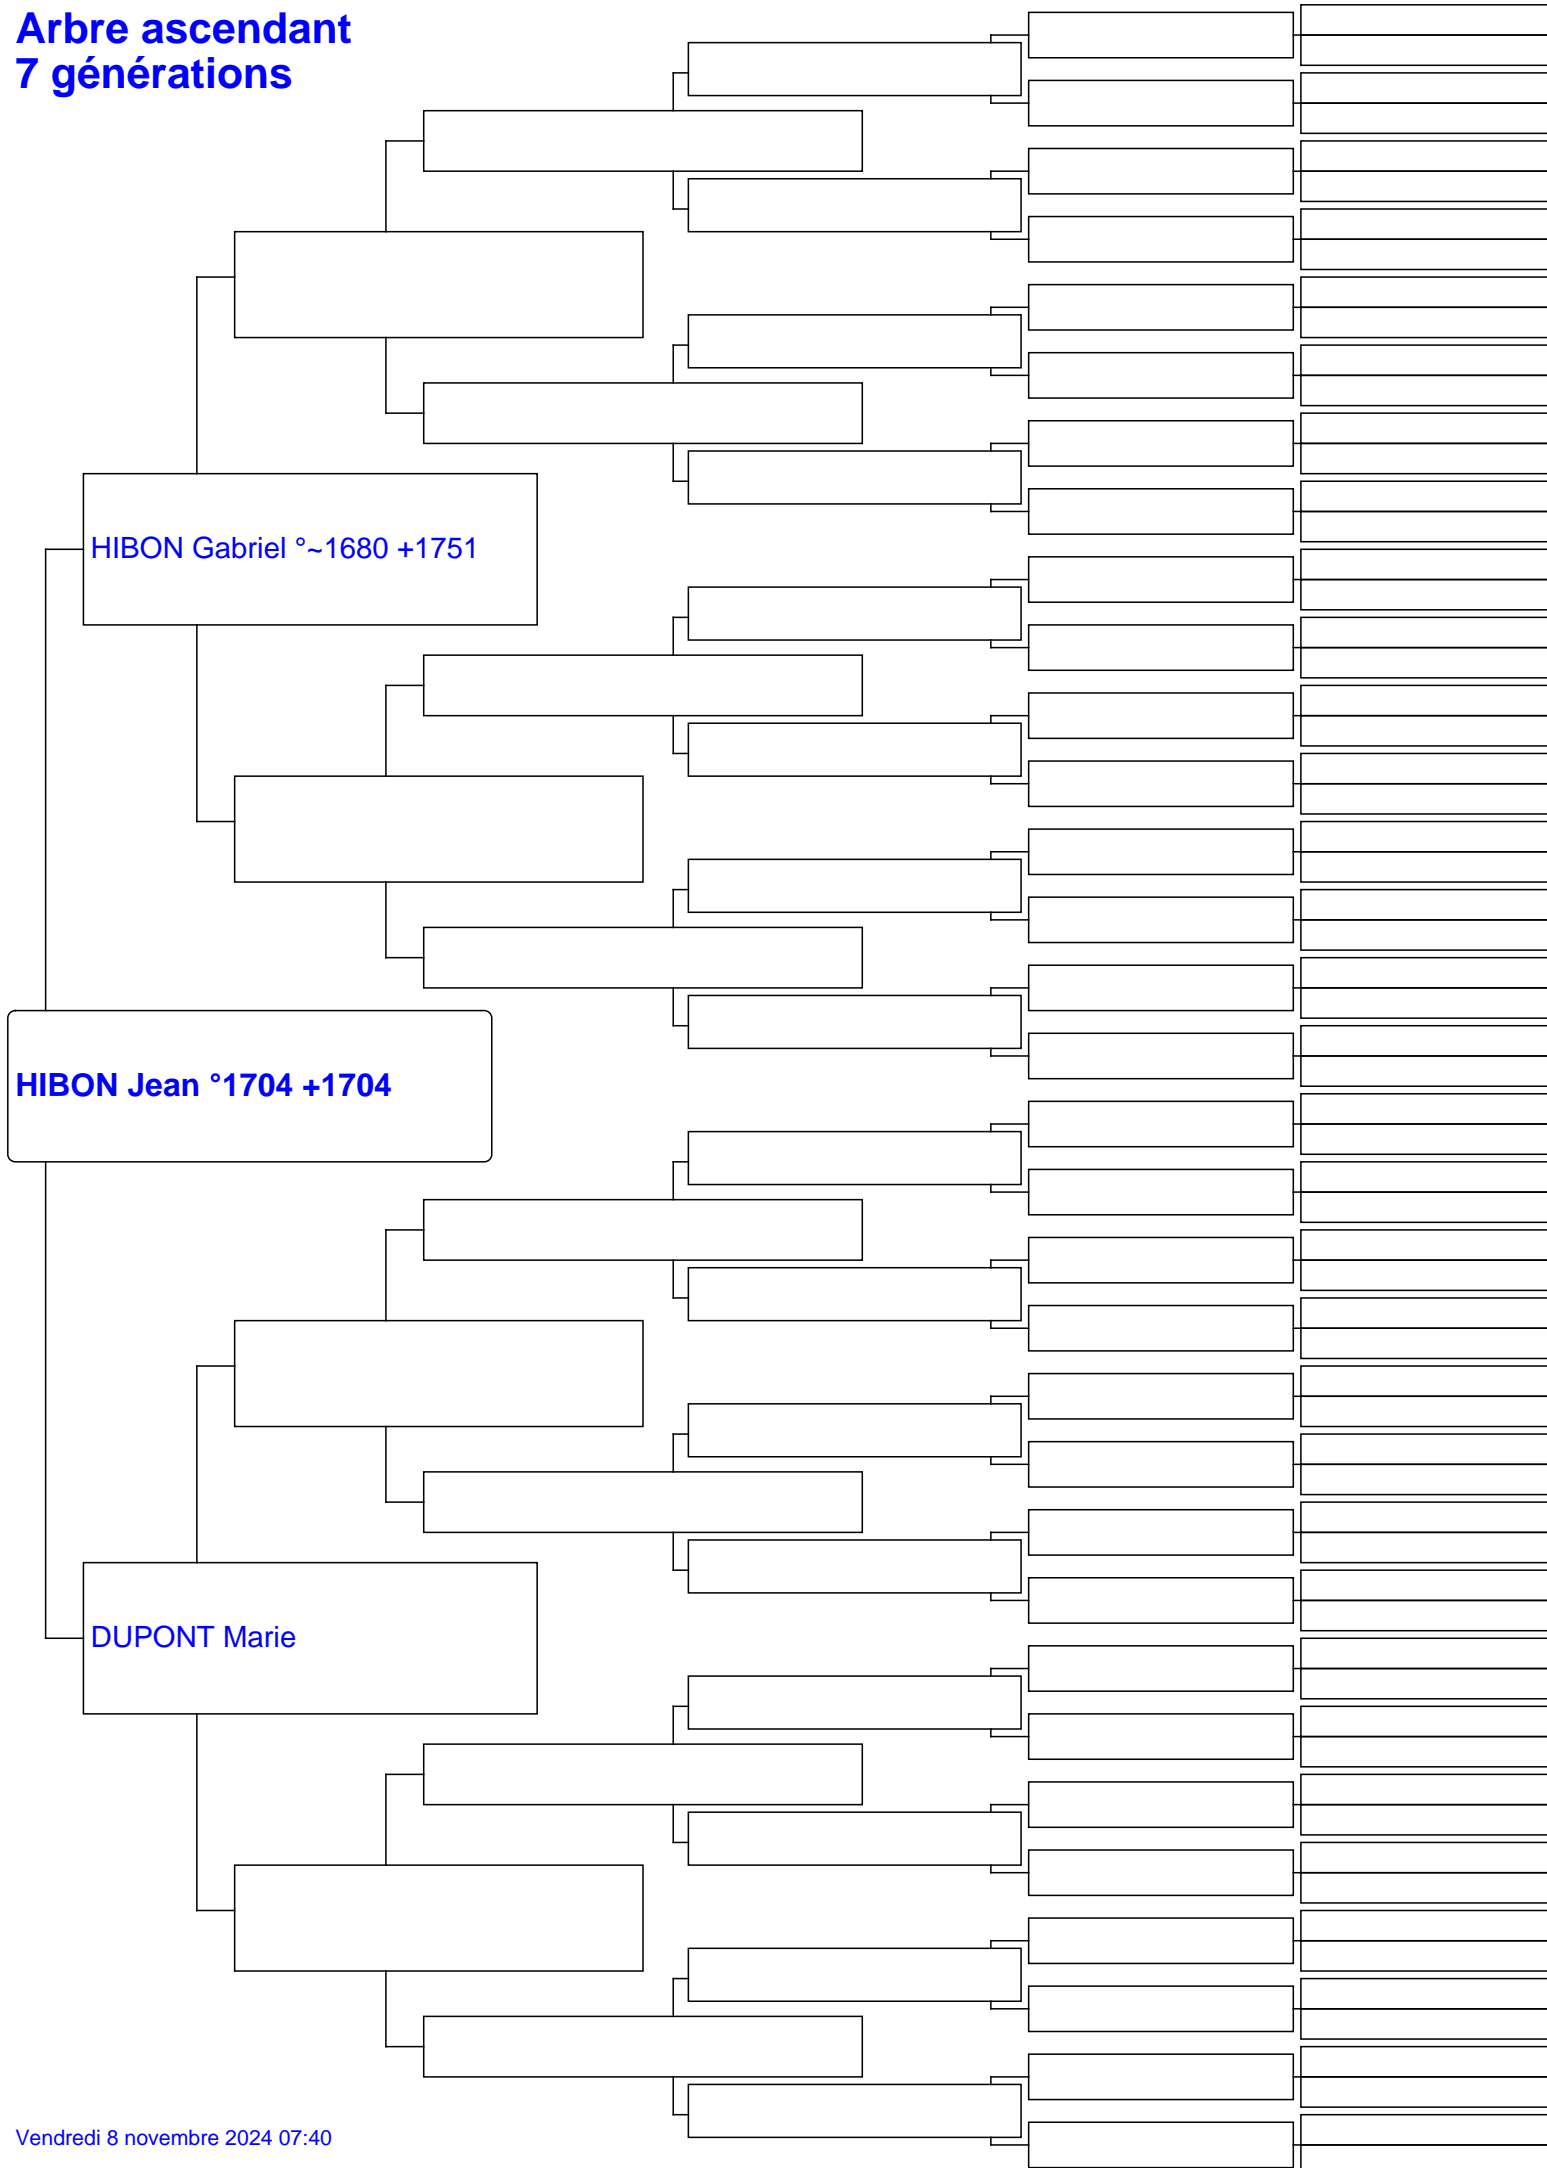 Arbre ascendant
7 générations
HIBON Gabriel °~1680 +1751
HIBON Jean °1704 +1704
DUPONT Marie
Vendredi 8 novembre 2024 07:40